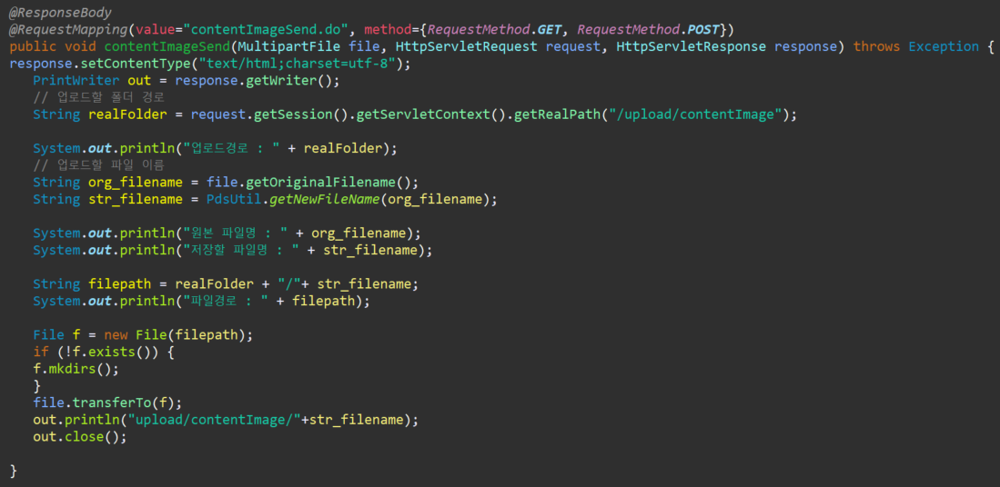 @ResponseBody
@RequestMapping(value="contentImageSend.do", method={RequestMethod.GET, RequestMethod.POST})
public void contentImageSend(MultipartFile file, HttpServletRequest request, HttpServletResponse response) throws Exception {
response.setContentType("text/html;charset=utf-8");
PrintWriter out = response.getWriter();
// 업로드할 폴더 경로
String realFolder = request.getSession().getServletContext().getRealPath("/upload/contentImage");
System.out.println("업로드경로 : " + realFolder);
// 업로드할 파일 이름
String org_filename = file.getOriginalFilename();
String str_filename = PdsUtil.getNewFileName(org_filename);
System.out.println("원본 파일명 : " + org_filename);
System.out.println("저장할 파일명 : " + str_filename);
String filepath = realFolder + "/"+ str_filename;
System.out.println("파일경로 : " + filepath);
File f = new File(filepath);
if (!f.exists()) {
f.mkdirs();
}
file.transferTo(f);
out.println("upload/contentImage/"+str_filename);
out.close();
}